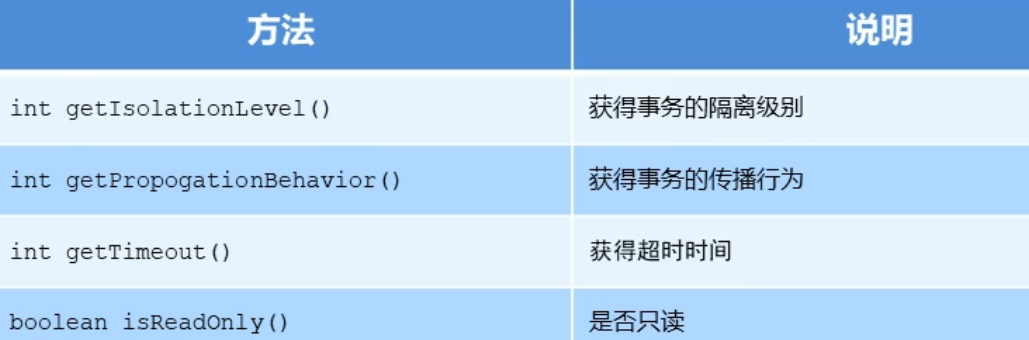 方法 说明
int getIsolationLevel() 获得事务的隔离级别
int getPropogationBehavior() 获得事务的传播行为
int getTimeout() 获得超时时间
boolean isReadOnly() 是否只读